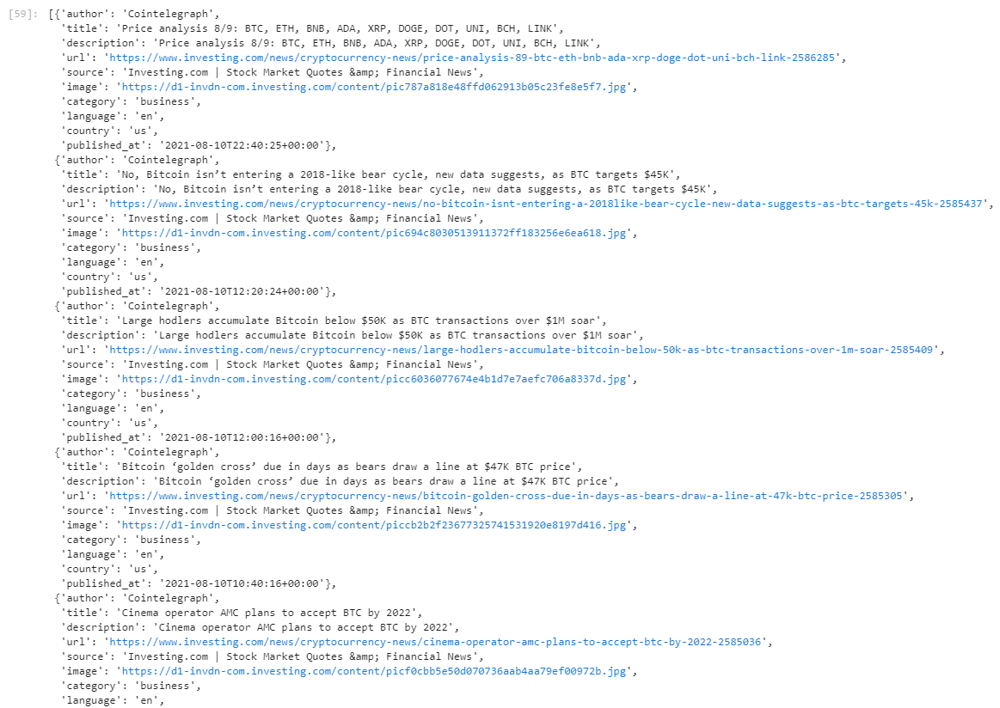 [59]: [{'author': 'Cointelegraph',
'title': 'Price analysis 8/9: BTC, ETH, BNB, ADA, XRP, DOGE, DOT, UNI, BCH, LINK',
'description': 'Price analysis 8/9: BTC, ETH, BNB, ADA, XRP, DOGE, DOT, UNI, BCH, LINK',
'url': 'https://www.investing.com/news/cryptocurrency-news/price-analysis-89-btc-eth-bnb-ada-xrp-doge-dot-uni-bch-link-2586285',
'source': 'Investing.com | Stock Market Quotes &amp; Financial News',
'image': 'https://d1-invdn-com.investing.com/content/pic787a818e48ffd062913b05c23fe8e5f7.jpg',
'category': 'business',
'language': 'en',
'country': 'us',
'published_at': '2021-08-10T22:40:25+00:00'},
{'author': 'Cointelegraph',
'title': 'No, Bitcoin isn’t entering a 2018-like bear cycle, new data suggests, as BTC targets $45K',
'description': 'No, Bitcoin isn’t entering a 2018-like bear cycle, new data suggests, as BTC targets $45K',
'url': 'https://www.investing.com/news/cryptocurrency-news/no-bitcoin-isnt-entering-a-2018like-bear-cycle-new-data-suggests-as-btc-targets-45k-2585437',
'source': 'Investing.com | Stock Market Quotes &amp; Financial News',
'image': 'https://d1-invdn-com.investing.com/content/pic694c8030513911372ff183256e6ea618.jpg',
'category': 'business',
'language': 'en',
'country': 'us',
'published_at': '2021-08-10T12:20:24+00:00'},
{'author': 'Cointelegraph',
'title': 'Large hodlers accumulate Bitcoin below $50K as BTC transactions over $1M soar',
'description': 'Large hodlers accumulate Bitcoin below $50K as BTC transactions over $1M soar',
'url': 'https://www.investing.com/news/cryptocurrency-news/large-hodlers-accumulate-bitcoin-below-50k-as-btc-transactions-over-1m-soar-2585409',
'source': 'Investing.com | Stock Market Quotes &amp; Financial News',
'image': 'https://d1-invdn-com.investing.com/content/picc6036077674e4b1d7e7aefc706a8337d.jpg',
'category': 'business',
'language': 'en',
'country': 'us',
'published_at': '2021-08-10T12:00:16+00:00'},
{'author': 'Cointelegraph',
'title': 'Bitcoin ‘golden cross’ due in days as bears draw a line at $47K BTC price',
'description': 'Bitcoin ‘golden cross’ due in days as bears draw a line at $47K BTC price',
'url': 'https://www.investing.com/news/cryptocurrency-news/bitcoin-golden-cross-due-in-days-as-bears-draw-a-line-at-47k-btc-price-2585305',
'source': 'Investing.com | Stock Market Quotes &amp; Financial News',
'image': 'https://d1-invdn-com.investing.com/content/piccb2b2f23677325741531920e8197d416.jpg',
'category': 'business',
'language': 'en',
'country': 'us',
'published_at': '2021-08-10T10:40:16+00:00'},
{'author': 'Cointelegraph',
'title': 'Cinema operator AMC plans to accept BTC by 2022',
'description': 'Cinema operator AMC plans to accept BTC by 2022',
'url': 'https://www.investing.com/news/cryptocurrency-news/cinema-operator-amc-plans-to-accept-btc-by-2022-2585036',
'source': 'Investing.com | Stock Market Quotes &amp; Financial News',
'image': 'https://d1-invdn-com.investing.com/content/picf0cbb5e50d070736aab4aa79ef00972b.jpg',
'category': 'business',
'language': 'en',